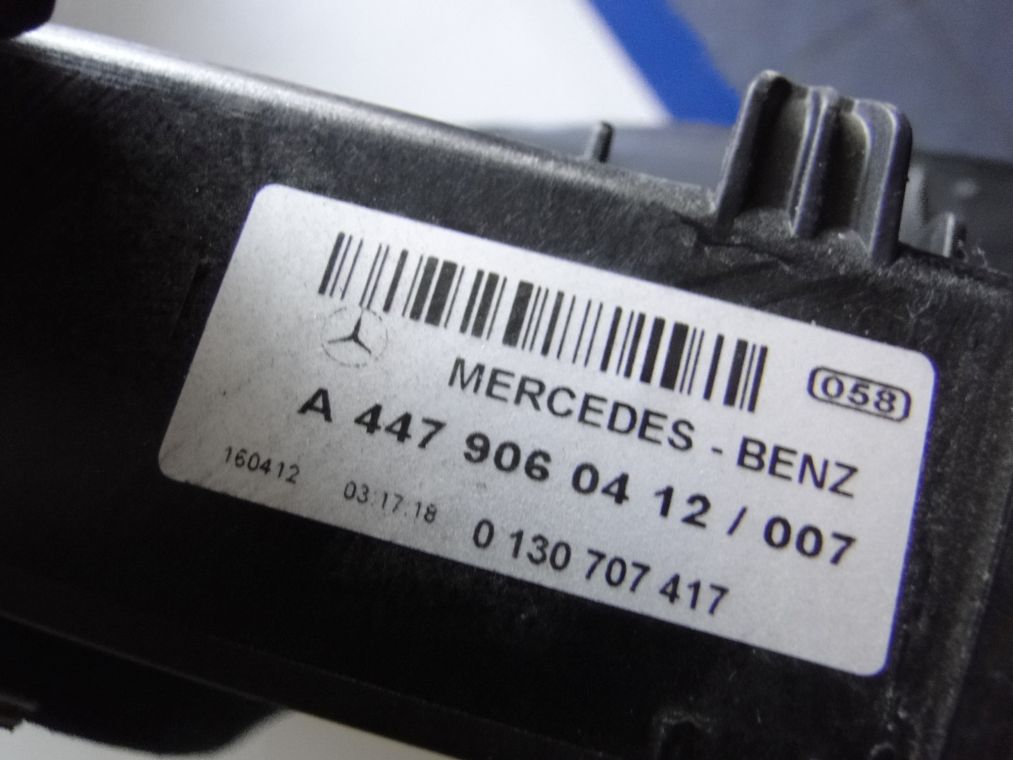 058
MERCEDES - BENZ
A 447 906 04 12 / 007
160412 03:17:18 0 130 707 417